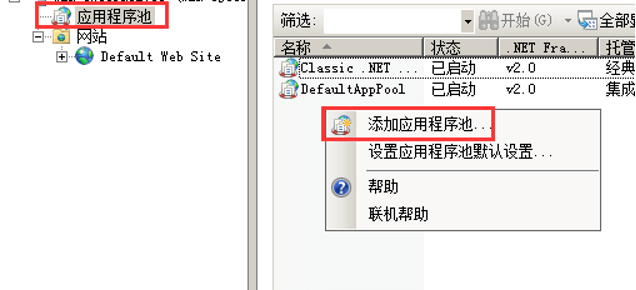 应用程序池
网站
Default Web Site
筛选:
开始(G)
名称 状态 .NET Fra... 托管
Classic .NET ... 已启动 v2.0 经典
DefaultAppPool 已启动 v2.0 集成
添加应用程序池...
设置应用程序池默认设置...
帮助
联机帮助